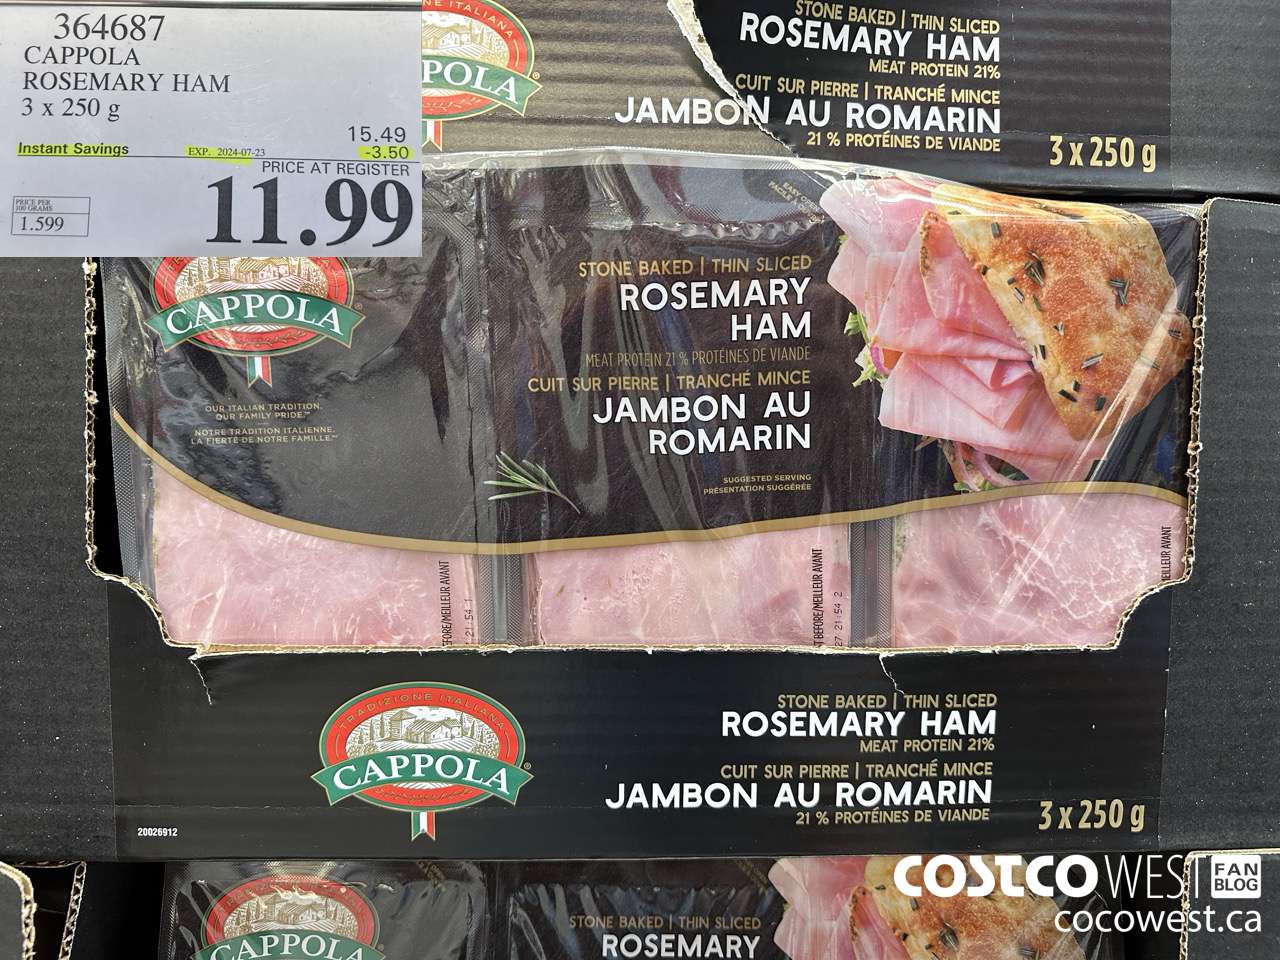 364687
CAPPOLA
ROSEMARY HAM
3 x 250 g
15.49
Instant Savings EXP. 2024-07-23 -3.50
PRICE AT REGISTER
11.99
PRICE PER
100 GRAMS
1.599
STONE BAKED | THIN SLICED
ROSEMARY HAM
MEAT PROTEIN 21%
CUIT SUR PIERRE | TRANCHÉ MINCE
JAMBON AU ROMARIN
21 % PROTÉINES DE VIANDE
3 x 250 g
CAPPOLA
OUR ITALIAN TRADITION.
OUR FAMILY PRIDE.™
NOTRE TRADITION ITALIENNE.
LA FIERTÉ DE NOTRE FAMILLE.™
STONE BAKED | THIN SLICED
ROSEMARY
HAM
MEAT PROTEIN 21 % PROTÉINES DE VIANDE
CUIT SUR PIERRE | TRANCHÉ MINCE
JAMBON AU
ROMARIN
SUGGESTED SERVING
PRÉSENTATION SUGGÉRÉE
TRADIZIONE ITALIANA
CAPPOLA
STONE BAKED | THIN SLICED
ROSEMARY HAM
MEAT PROTEIN 21%
CUIT SUR PIERRE | TRANCHÉ MINCE
JAMBON AU ROMARIN
21 % PROTÉINES DE VIANDE
3 x 250 g
20026912
CAPPOLA
STONE BAKED | THIN SLICED
ROSEMARY
COSTCO WEST FAN BLOG
cocowest.ca